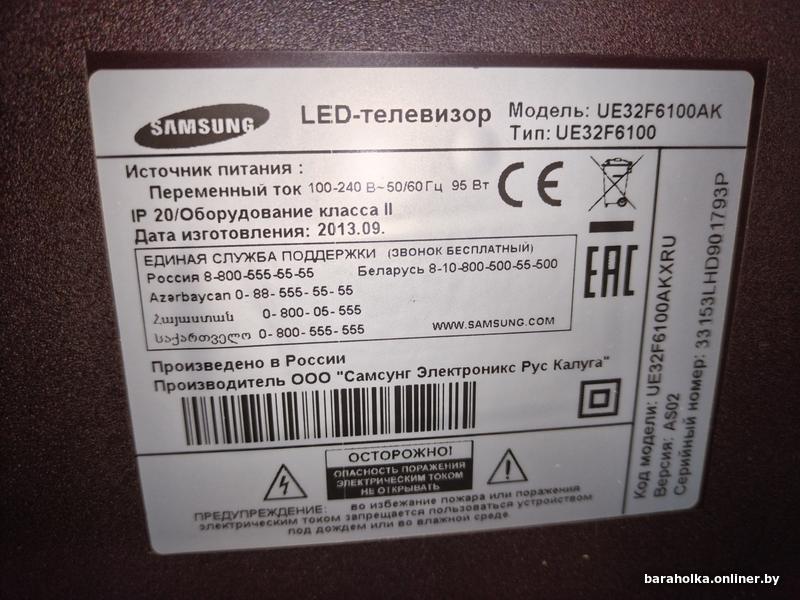 SAMSUNG
LED-телевизор
Модель: UE32F6100AK
Тип: UE32F6100
Источник питания :
Переменный ток 100-240 В~50/60 Гц 95 Вт
IP 20/Оборудование класса II
Дата изготовления: 2013.09.
CE
EAC
ЕДИНАЯ СЛУЖБА ПОДДЕРЖКИ (ЗВОНОК БЕСПЛАТНЫЙ)
Россия 8-800-555-55-55 Беларусь 8-10-800-500-55-500
Azərbaycan 0- 88- 555- 55- 55
Հայաստան 0- 800- 05- 555
საქართველო 0- 800- 555- 555
WWW.SAMSUNG.COM
Произведено в России
Производитель ООО "Самсунг Электроникс Рус Калуга"
ОСТОРОЖНО!
ОПАСНОСТЬ ПОРАЖЕНИЯ
ЭЛЕКТРИЧЕСКИМ ТОКОМ
НЕ ОТКРЫВАТЬ
ПРЕДУПРЕЖДЕНИЕ: во избежание пожара или поражения
электрическим током запрещается пользоваться устройством
под дождем или во влажной среде.
Код модели: UE32F6100AKXRU
Версия: AS02
Серийный номер: 33153LHD901793P
baraholka.onliner.by